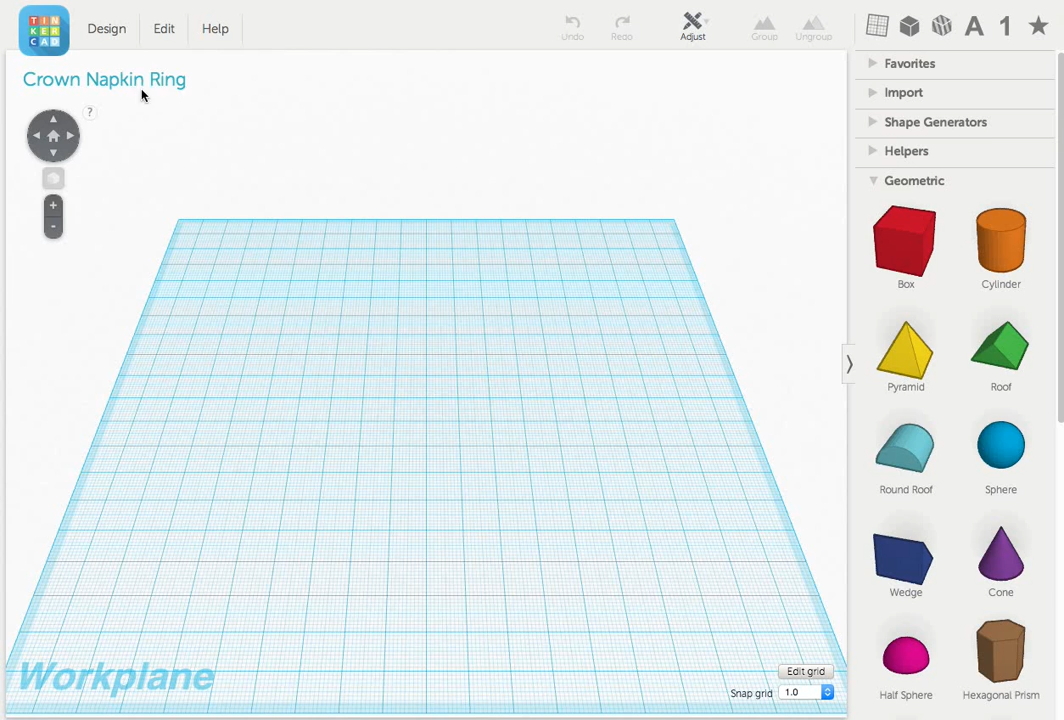 TIN
KER
CAD
Design
Edit
Help
Undo
Redo
Adjust
Group
Ungroup
A
1
Crown Napkin Ring
?
+
-
Favorites
Import
Shape Generators
Helpers
Geometric
Box
Cylinder
Pyramid
Roof
Round Roof
Sphere
Wedge
Cone
Half Sphere
Hexagonal Prism
Workplane
Edit grid
Snap grid 1.0